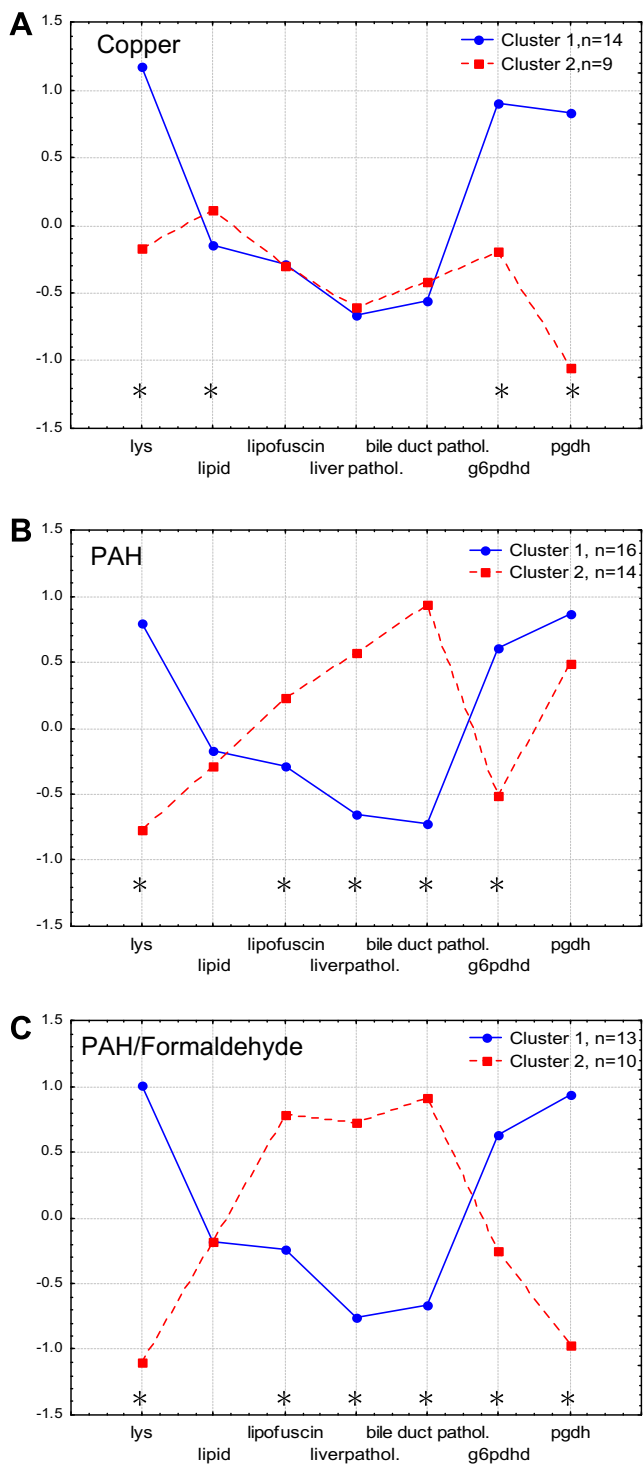 A
Copper
Cluster 1,n=14
Cluster 2,n=9
1.5
1.0
0.5
0.0
-0.5
-1.0
-1.5
* * * *
lys lipofuscin bile duct pathol. pgdh
lipid liver pathol. g6pdhd
B
PAH
Cluster 1, n=16
Cluster 2, n=14
1.5
1.0
0.5
0.0
-0.5
-1.0
-1.5
* * * * *
lys lipofuscin bile duct pathol. pgdh
lipid liverpathol. g6pdhd
C
PAH/Formaldehyde
Cluster 1, n=13
Cluster 2, n=10
1.5
1.0
0.5
0.0
-0.5
-1.0
-1.5
* * * * * *
lys lipofuscin bile duct pathol. pgdh
lipid liverpathol. g6pdhd